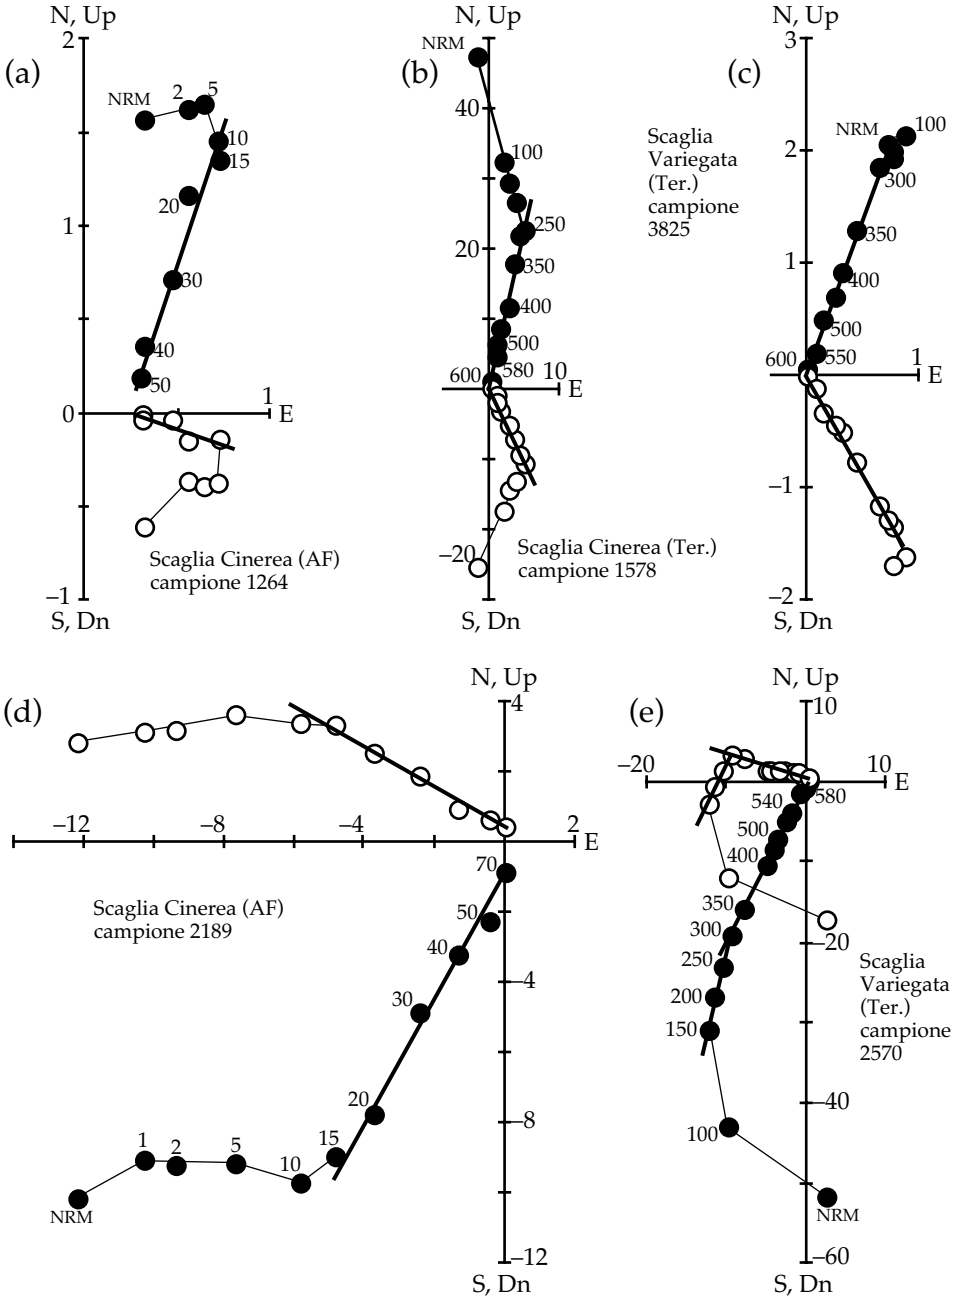 (a)
N, Up
2
NRM
2
5
10
15
20
1
30
40
50
0
1
E
Scaglia Cinerea (AF)
campione 1264
–1
S, Dn
(b)
N, Up
NRM
40
100
250
20
350
400
500
600
580
10
E
–20
Scaglia Cinerea (Ter.)
campione 1578
S, Dn
(c)
N, Up
3
Scaglia
Variegata
(Ter.)
campione
3825
NRM
100
2
300
350
1
400
500
600
550
1
E
–1
–2
S, Dn
(d)
N, Up
4
–12
–8
–4
2
E
70
Scaglia Cinerea (AF)
campione 2189
50
40
–4
30
20
–8
15
1
2
5
10
NRM
–12
S, Dn
(e)
N, Up
10
–20
10
E
540
580
500
400
350
300
–20
250
200
150
Scaglia
Variegata
(Ter.)
campione
2570
–40
100
NRM
–60
S, Dn